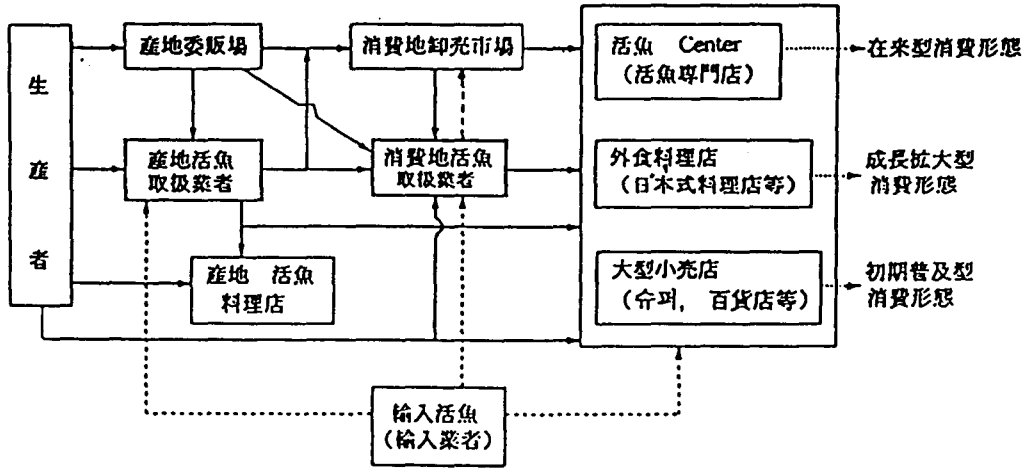 産地委販場
消費地卸売市場
活魚 Center
(活魚専門店)
在来型消費形態
生
産
者
産地活魚
取扱業者
消費地活魚
取扱業者
外食料理店
(日本式料理店等)
成長拡大型
消費形態
産地 活魚
料理店
大型小売店
(슈퍼, 百貨店等)
初期普及型
消費形態
輸入活魚
(輸入業者)